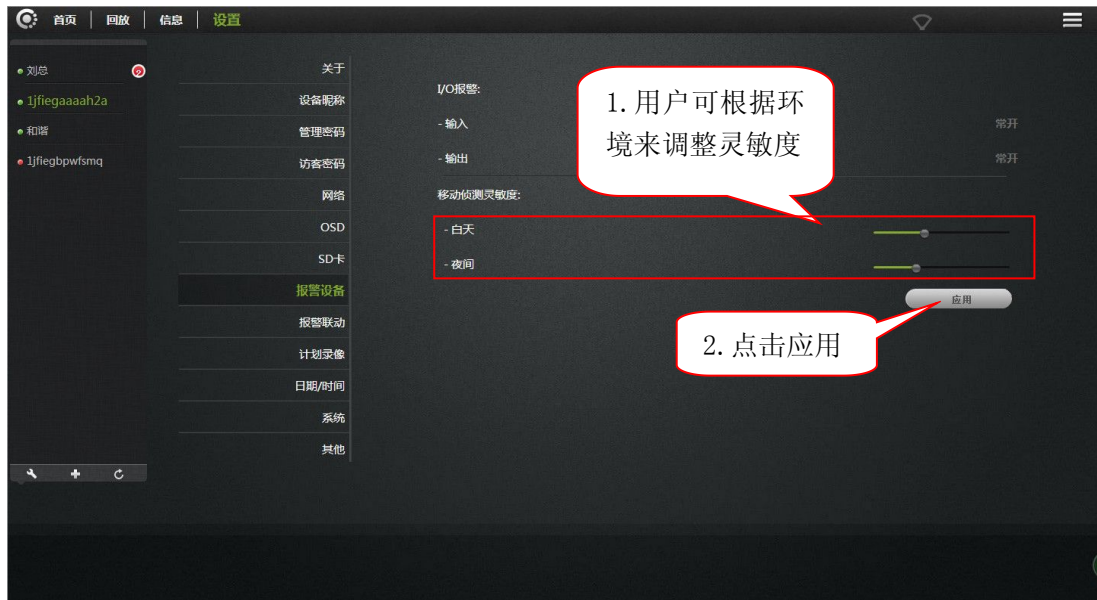 首页 回放 信息 设置
刘总
1jfiegaaaah2a
和谐
1jfiegbpwfsmq
关于
设备昵称
管理密码
访客密码
网络
OSD
SD卡
报警设备
报警联动
计划录像
日期/时间
系统
其他
I/O报警:
- 输入 常开
- 输出 常开
移动侦测灵敏度:
- 白天
- 夜间
应用
1.用户可根据环
境来调整灵敏度
2.点击应用